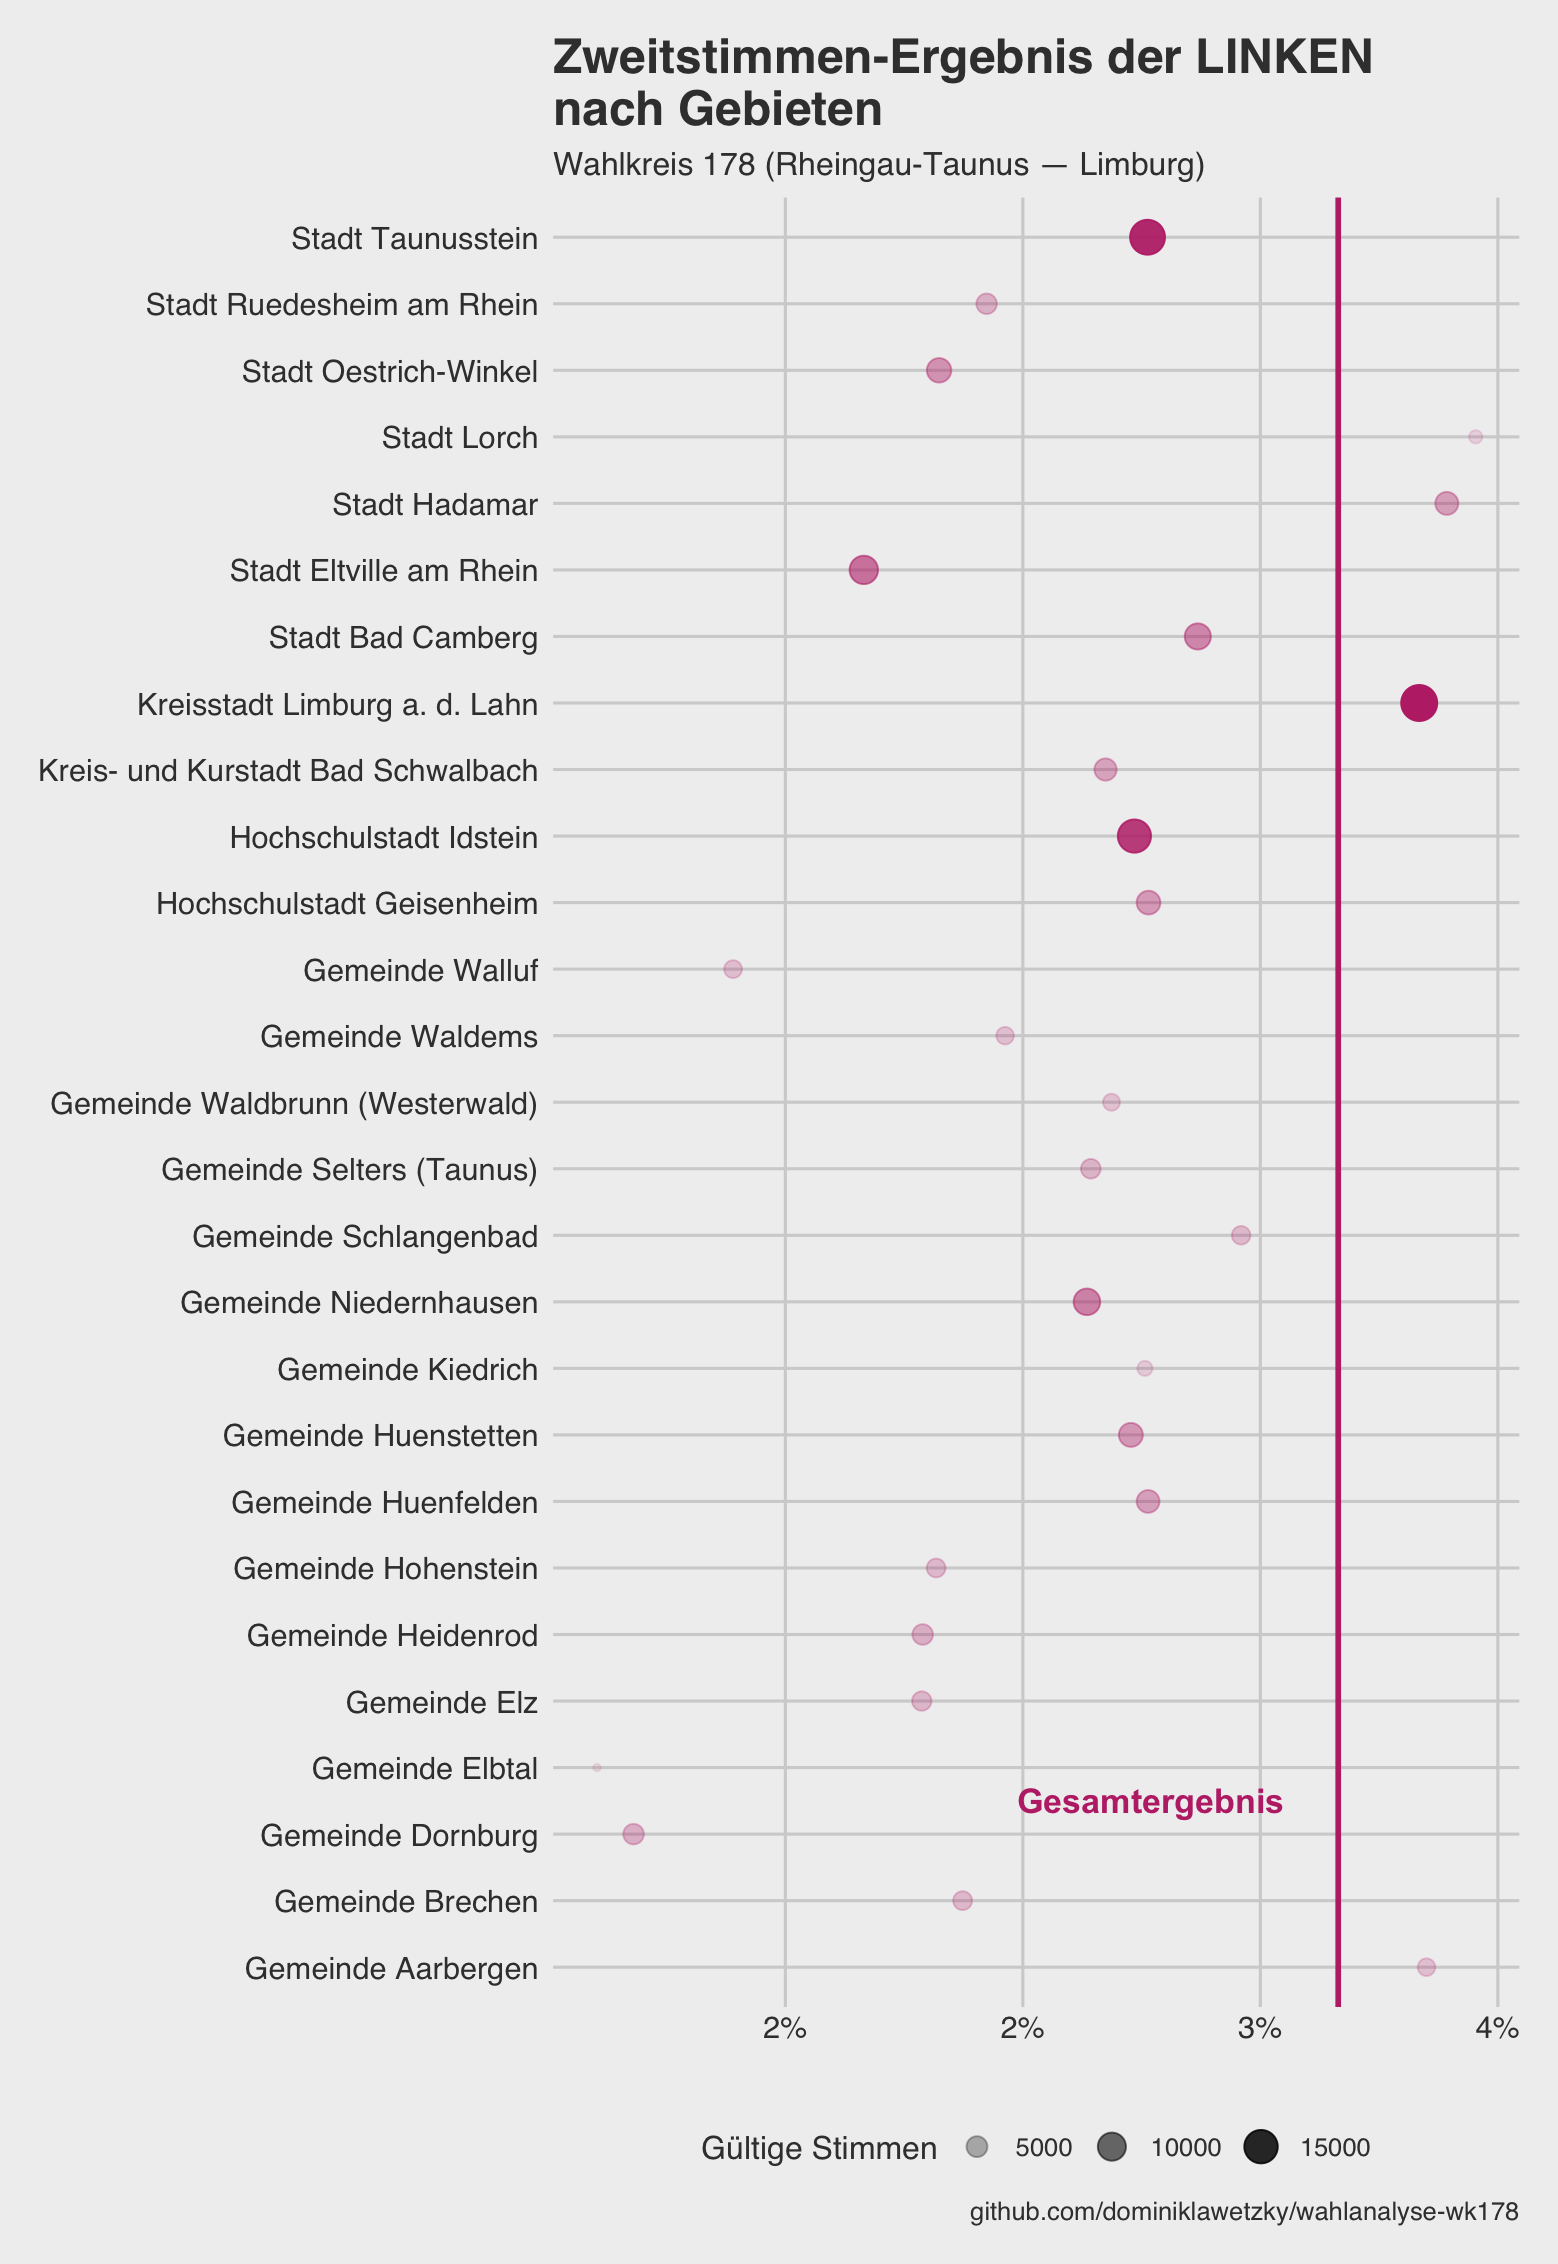 Zweitstimmen-Ergebnis der LINKEN
nach Gebieten
Wahlkreis 178 (Rheingau-Taunus — Limburg)
Stadt Taunusstein
Stadt Ruedesheim am Rhein
Stadt Oestrich-Winkel
Stadt Lorch
Stadt Hadamar
Stadt Eltville am Rhein
Stadt Bad Camberg
Kreisstadt Limburg a. d. Lahn
Kreis- und Kurstadt Bad Schwalbach
Hochschulstadt Idstein
Hochschulstadt Geisenheim
Gemeinde Walluf
Gemeinde Waldems
Gemeinde Waldbrunn (Westerwald)
Gemeinde Selters (Taunus)
Gemeinde Schlangenbad
Gemeinde Niedernhausen
Gemeinde Kiedrich
Gemeinde Huenstetten
Gemeinde Huenfelden
Gemeinde Hohenstein
Gemeinde Heidenrod
Gemeinde Elz
Gemeinde Elbtal
Gesamtergebnis
Gemeinde Dornburg
Gemeinde Brechen
Gemeinde Aarbergen
2% 2% 3% 4%
Gültige Stimmen 5000 10000 15000
github.com/dominiklawetzky/wahlanalyse-wk178